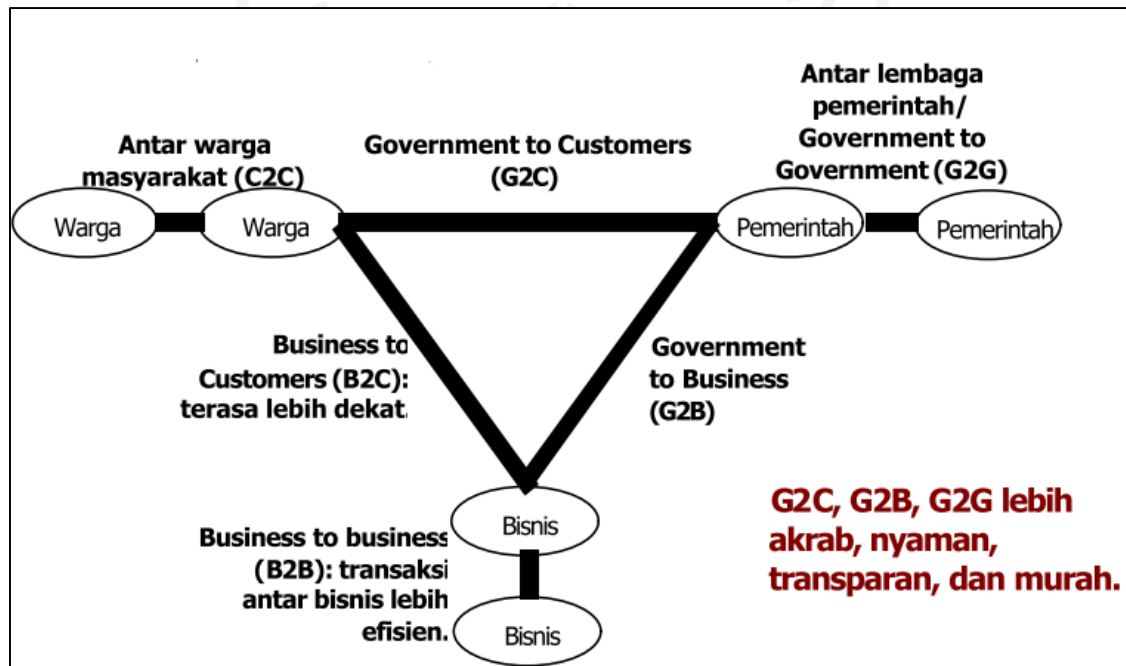 Antar warga
masyarakat (C2C)
Government to Customers
(G2C)
Antar lembaga
pemerintah/
Government to
Government (G2G)
Warga
Warga
Pemerintah
Pemerintah
Business to
Customers (B2C):
terasa lebih dekat.
Government
to Business
(G2B)
Bisnis
Business to business
(B2B): transaksi
antar bisnis lebih
efisien.
Bisnis
G2C, G2B, G2G lebih
akrab, nyaman,
transparan, dan murah.